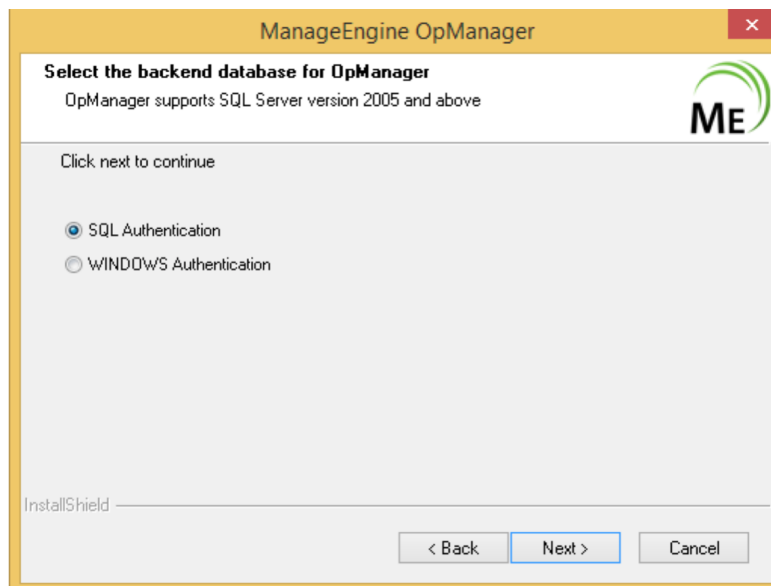 ManageEngine OpManager
Select the backend database for OpManager
OpManager supports SQL Server version 2005 and above
ME
Click next to continue
SQL Authentication
WINDOWS Authentication
InstallShield
< Back
Next >
Cancel